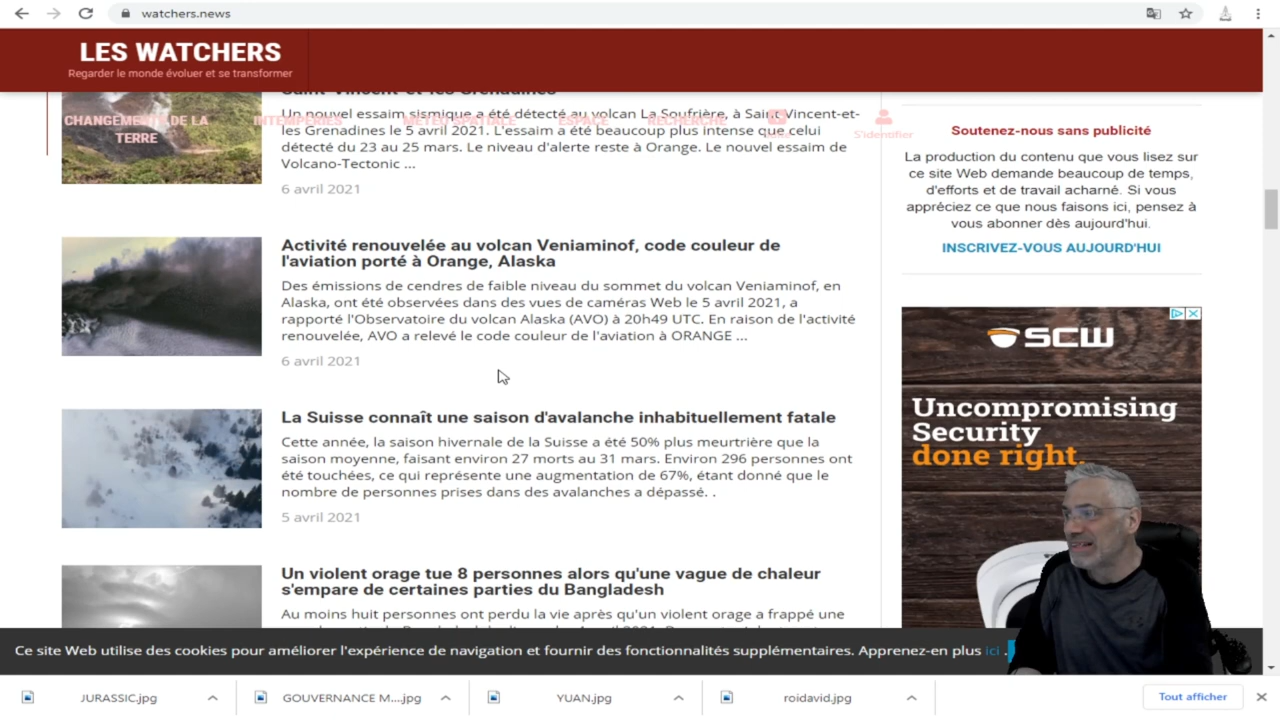 watchers.news
LES WATCHERS
Regarder le monde évoluer et se transformer
CHANGEMENTS DE LA
TERRE
INTEMPÉRIES
MÉTÉO SPATIALE
ESPACE
RECHERCHE
S'identifier
Saint-Vincent-et-les Grenadines
Un nouvel essaim sismique a été détecté au volcan La Soufrière, à Saint Vincent-et-
les Grenadines le 5 avril 2021. L'essaim a été beaucoup plus intense que celui
détecté du 23 au 25 mars. Le niveau d'alerte reste à Orange. Le nouvel essaim de
Volcano-Tectonic ...
6 avril 2021
Activité renouvelée au volcan Veniaminof, code couleur de
l'aviation porté à Orange, Alaska
Des émissions de cendres de faible niveau du sommet du volcan Veniaminof, en
Alaska, ont été observées dans des vues de caméras Web le 5 avril 2021, a
rapporté l'Observatoire du volcan Alaska (AVO) à 20h49 UTC. En raison de l'activité
renouvelée, AVO a relevé le code couleur de l'aviation à ORANGE ...
6 avril 2021
La Suisse connaît une saison d'avalanche inhabituellement fatale
Cette année, la saison hivernale de la Suisse a été 50% plus meurtrière que la
saison moyenne, faisant environ 27 morts au 31 mars. Environ 296 personnes ont
été touchées, ce qui représente une augmentation de 67%, étant donné que le
nombre de personnes prises dans des avalanches a dépassé. .
5 avril 2021
Un violent orage tue 8 personnes alors qu'une vague de chaleur
s'empare de certaines parties du Bangladesh
Au moins huit personnes ont perdu la vie après qu'un violent orage a frappé une
Soutenez-nous sans publicité
La production du contenu que vous lisez sur
ce site Web demande beaucoup de temps,
d'efforts et de travail acharné. Si vous
appréciez ce que nous faisons ici, pensez à
vous abonner dès aujourd'hui.
INSCRIVEZ-VOUS AUJOURD'HUI
SCW
Uncompromising
Security
done right.
Ce site Web utilise des cookies pour améliorer l'expérience de navigation et fournir des fonctionnalités supplémentaires. Apprenez-en plus ici .
JURASSIC.jpg
GOUVERNANCE M....jpg
YUAN.jpg
roidavid.jpg
Tout afficher